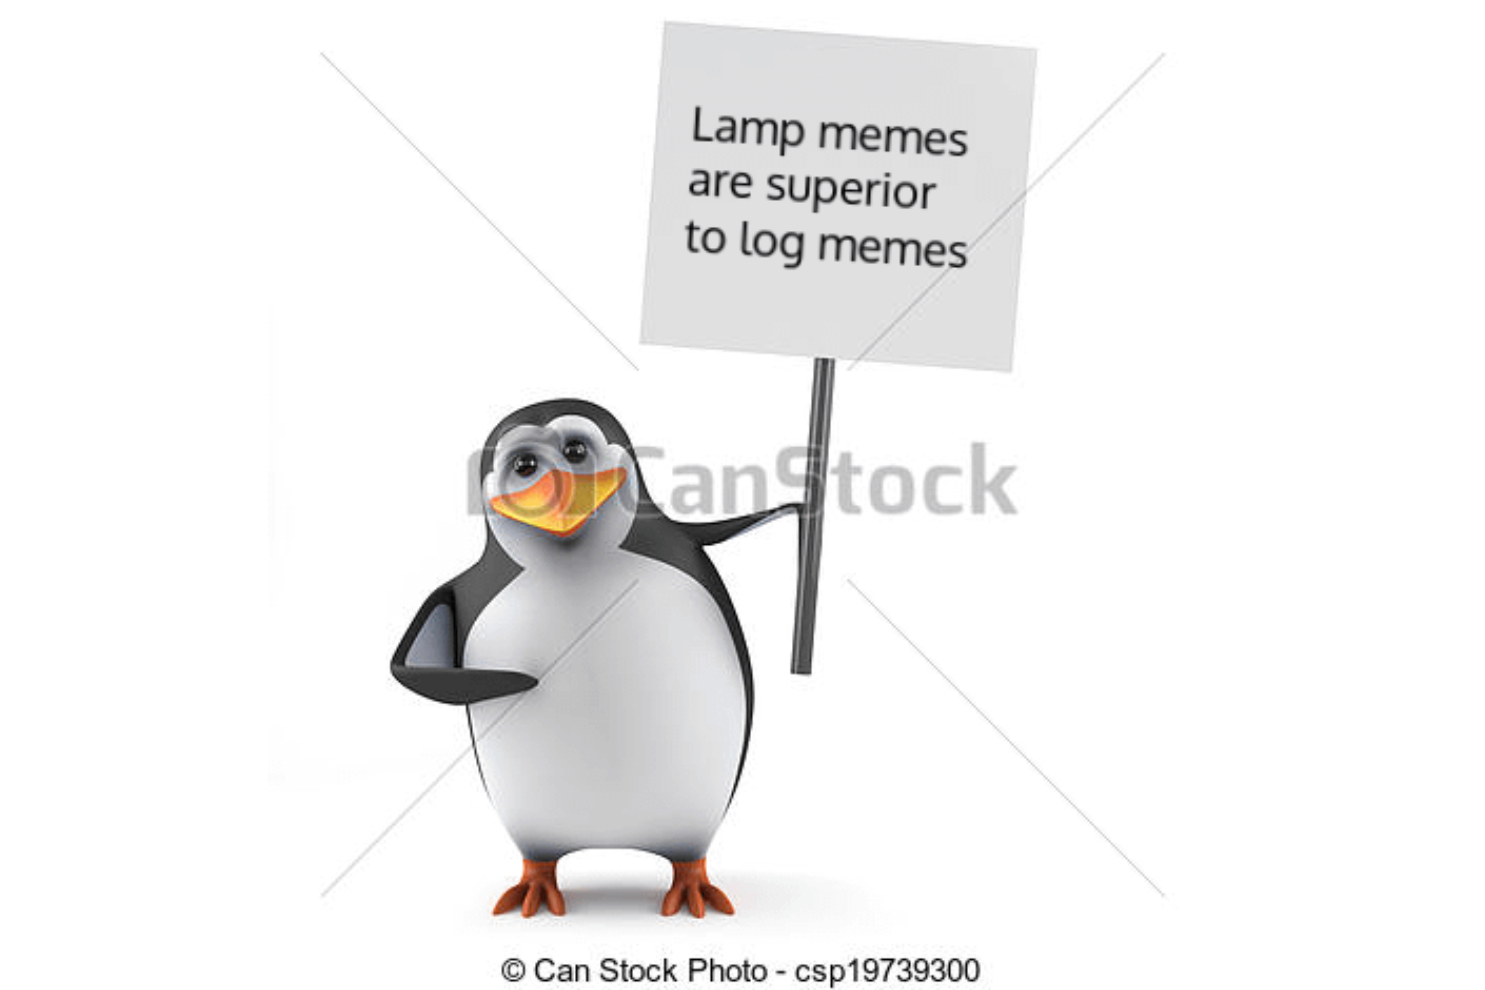 Lamp memes
are superior
to log memes
CanStock
© Can Stock Photo - csp19739300